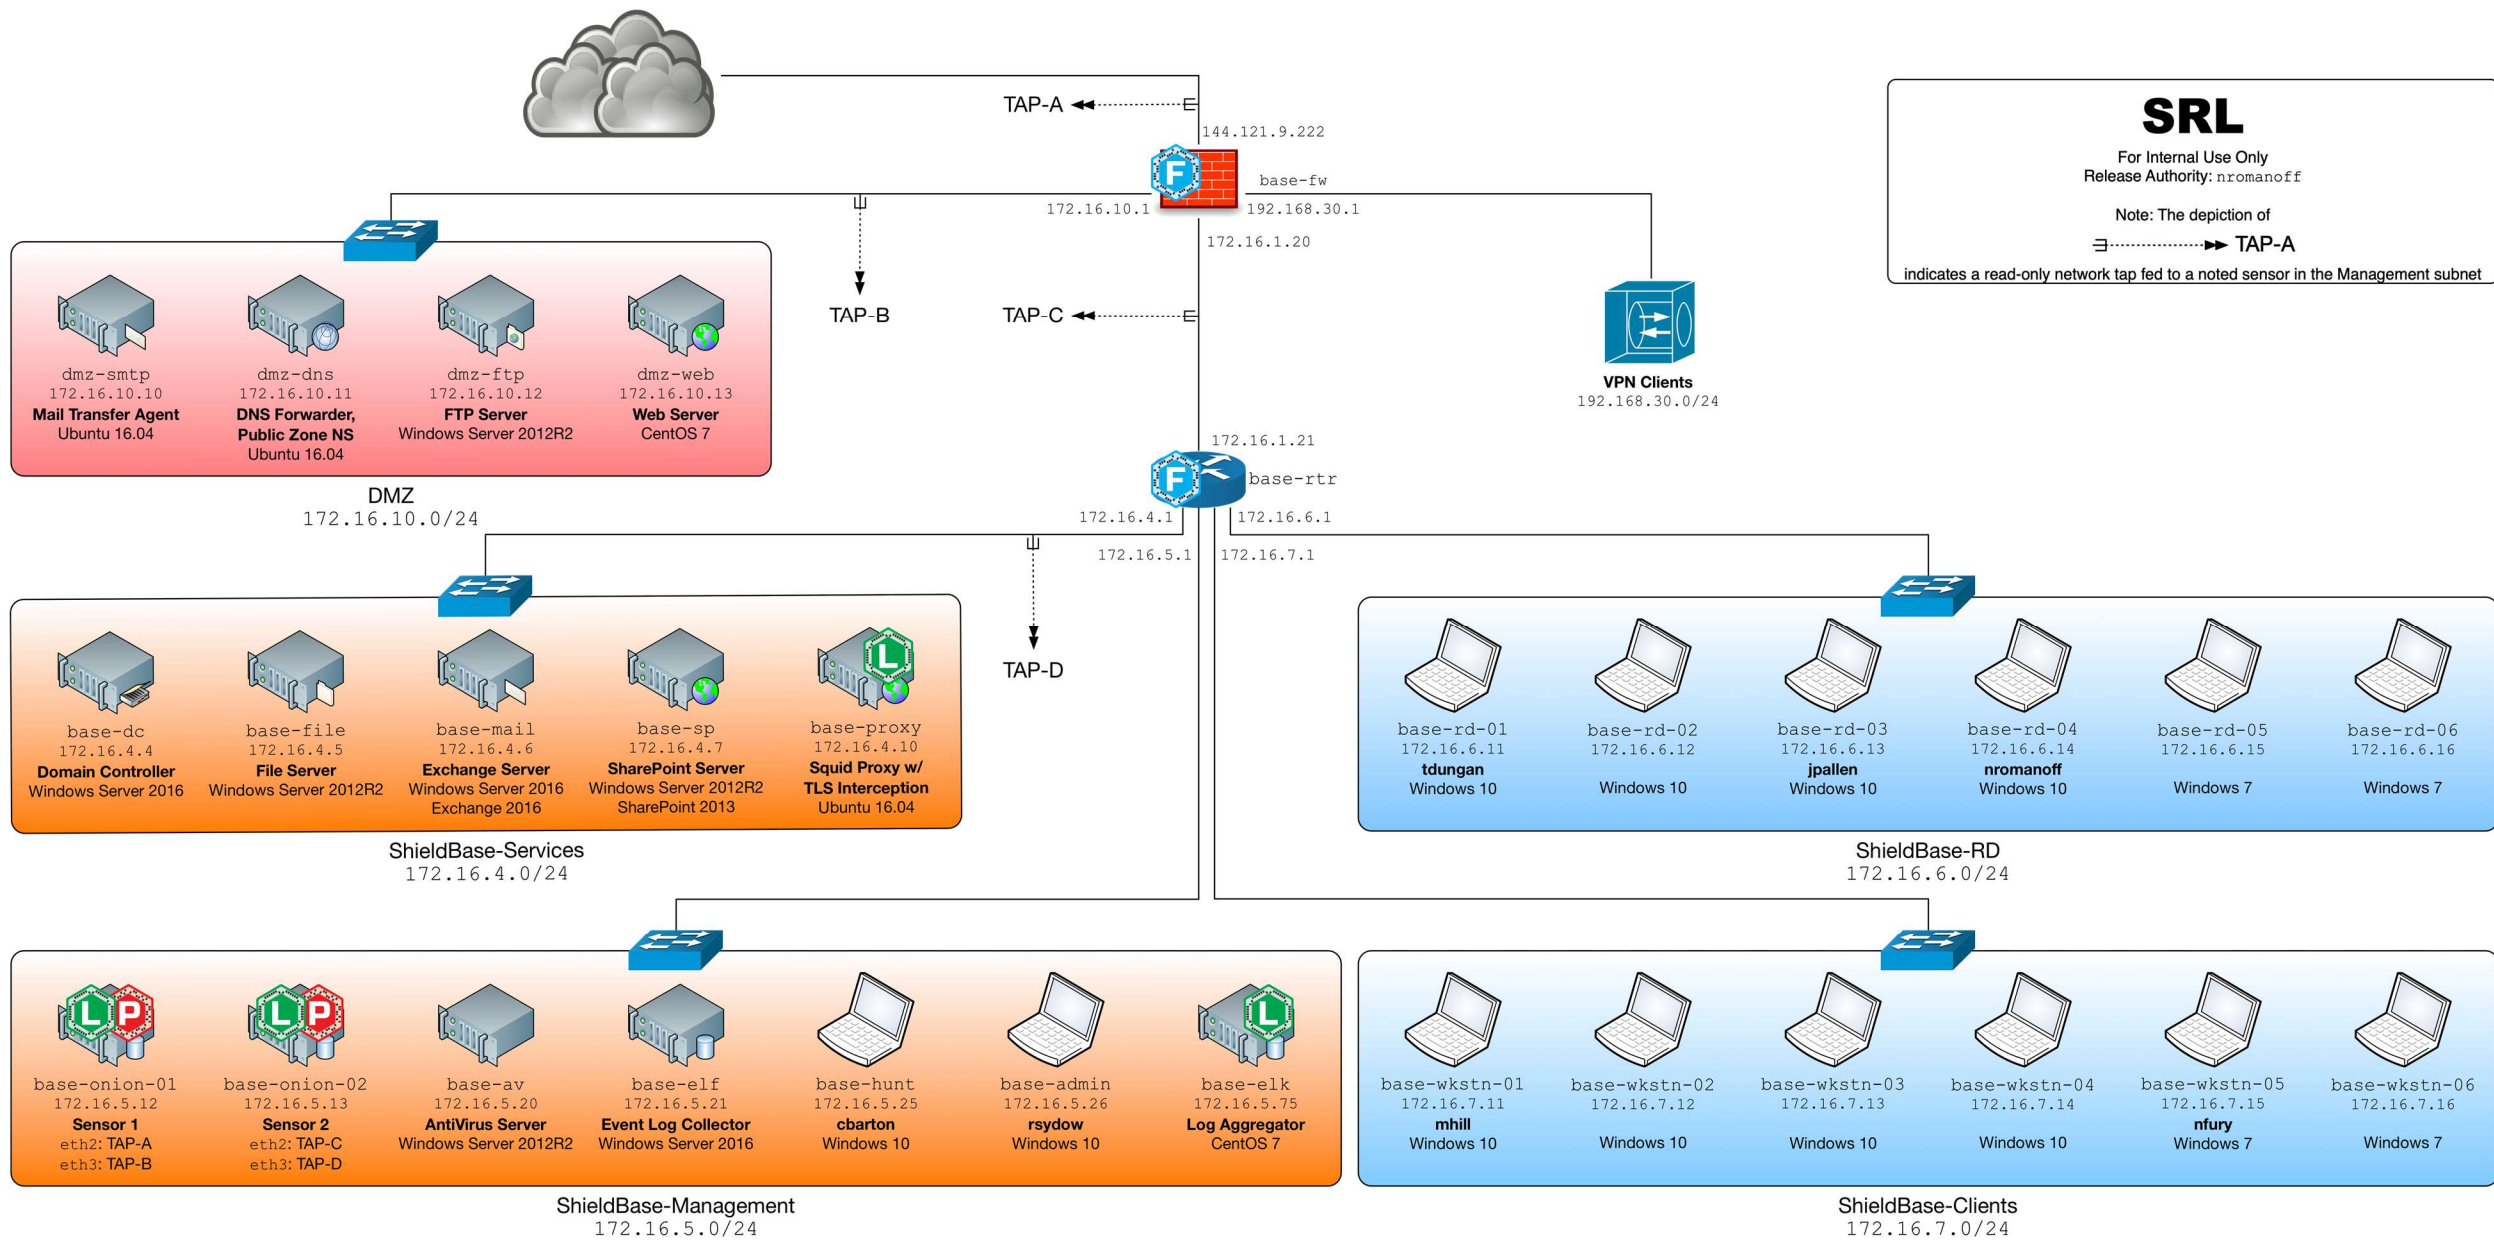 TAP-A
144.121.9.222
F
base-fw
172.16.10.1
192.168.30.1
172.16.1.20
SRL
For Internal Use Only
Release Authority: nromanoff
Note: The depiction of
TAP-A
indicates a read-only network tap fed to a noted sensor in the Management subnet
TAP-B
TAP-C
VPN Clients
192.168.30.0/24
dmz-smtp
172.16.10.10
Mail Transfer Agent
Ubuntu 16.04
dmz-dns
172.16.10.11
DNS Forwarder,
Public Zone NS
Ubuntu 16.04
dmz-ftp
172.16.10.12
FTP Server
Windows Server 2012R2
dmz-web
172.16.10.13
Web Server
CentOS 7
DMZ
172.16.10.0/24
172.16.1.21
F
base-rtr
172.16.4.1
172.16.6.1
172.16.5.1
172.16.7.1
TAP-D
base-dc
172.16.4.4
Domain Controller
Windows Server 2016
base-file
172.16.4.5
File Server
Windows Server 2012R2
base-mail
172.16.4.6
Exchange Server
Windows Server 2016
Exchange 2016
base-sp
172.16.4.7
SharePoint Server
Windows Server 2012R2
SharePoint 2013
L
base-proxy
172.16.4.10
Squid Proxy w/
TLS Interception
Ubuntu 16.04
ShieldBase-Services
172.16.4.0/24
base-rd-01
172.16.6.11
tdungan
Windows 10
base-rd-02
172.16.6.12
Windows 10
base-rd-03
172.16.6.13
jpallen
Windows 10
base-rd-04
172.16.6.14
nromanoff
Windows 10
base-rd-05
172.16.6.15
Windows 7
base-rd-06
172.16.6.16
Windows 7
ShieldBase-RD
172.16.6.0/24
L P
base-onion-01
172.16.5.12
Sensor 1
eth2: TAP-A
eth3: TAP-B
L P
base-onion-02
172.16.5.13
Sensor 2
eth2: TAP-C
eth3: TAP-D
base-av
172.16.5.20
AntiVirus Server
Windows Server 2012R2
base-elf
172.16.5.21
Event Log Collector
Windows Server 2016
base-hunt
172.16.5.25
cbarton
Windows 10
base-admin
172.16.5.26
rsydow
Windows 10
L
base-elk
172.16.5.75
Log Aggregator
CentOS 7
ShieldBase-Management
172.16.5.0/24
base-wkstn-01
172.16.7.11
mhill
Windows 10
base-wkstn-02
172.16.7.12
Windows 10
base-wkstn-03
172.16.7.13
Windows 10
base-wkstn-04
172.16.7.14
Windows 10
base-wkstn-05
172.16.7.15
nfury
Windows 7
base-wkstn-06
172.16.7.16
Windows 7
ShieldBase-Clients
172.16.7.0/24